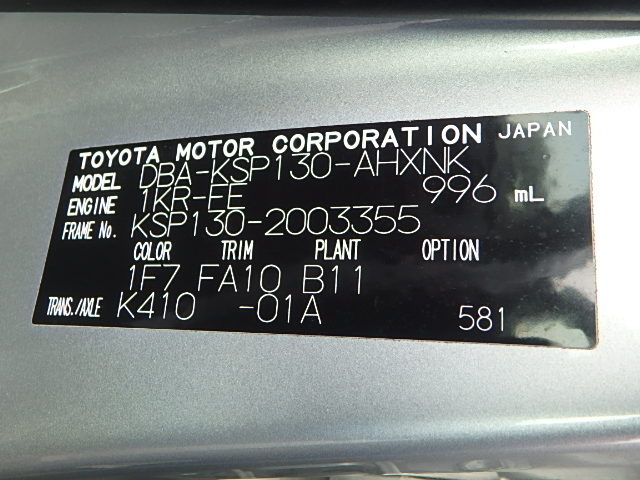 TOYOTA MOTOR CORPORATION JAPAN
MODEL DBA-KSP130-AHXNK
ENGINE 1KR-FE 996 mL
FRAME No. KSP130-2003355
COLOR TRIM PLANT OPTION
1F7 FA10 B11
TRANS./AXLE K410 -01A 581